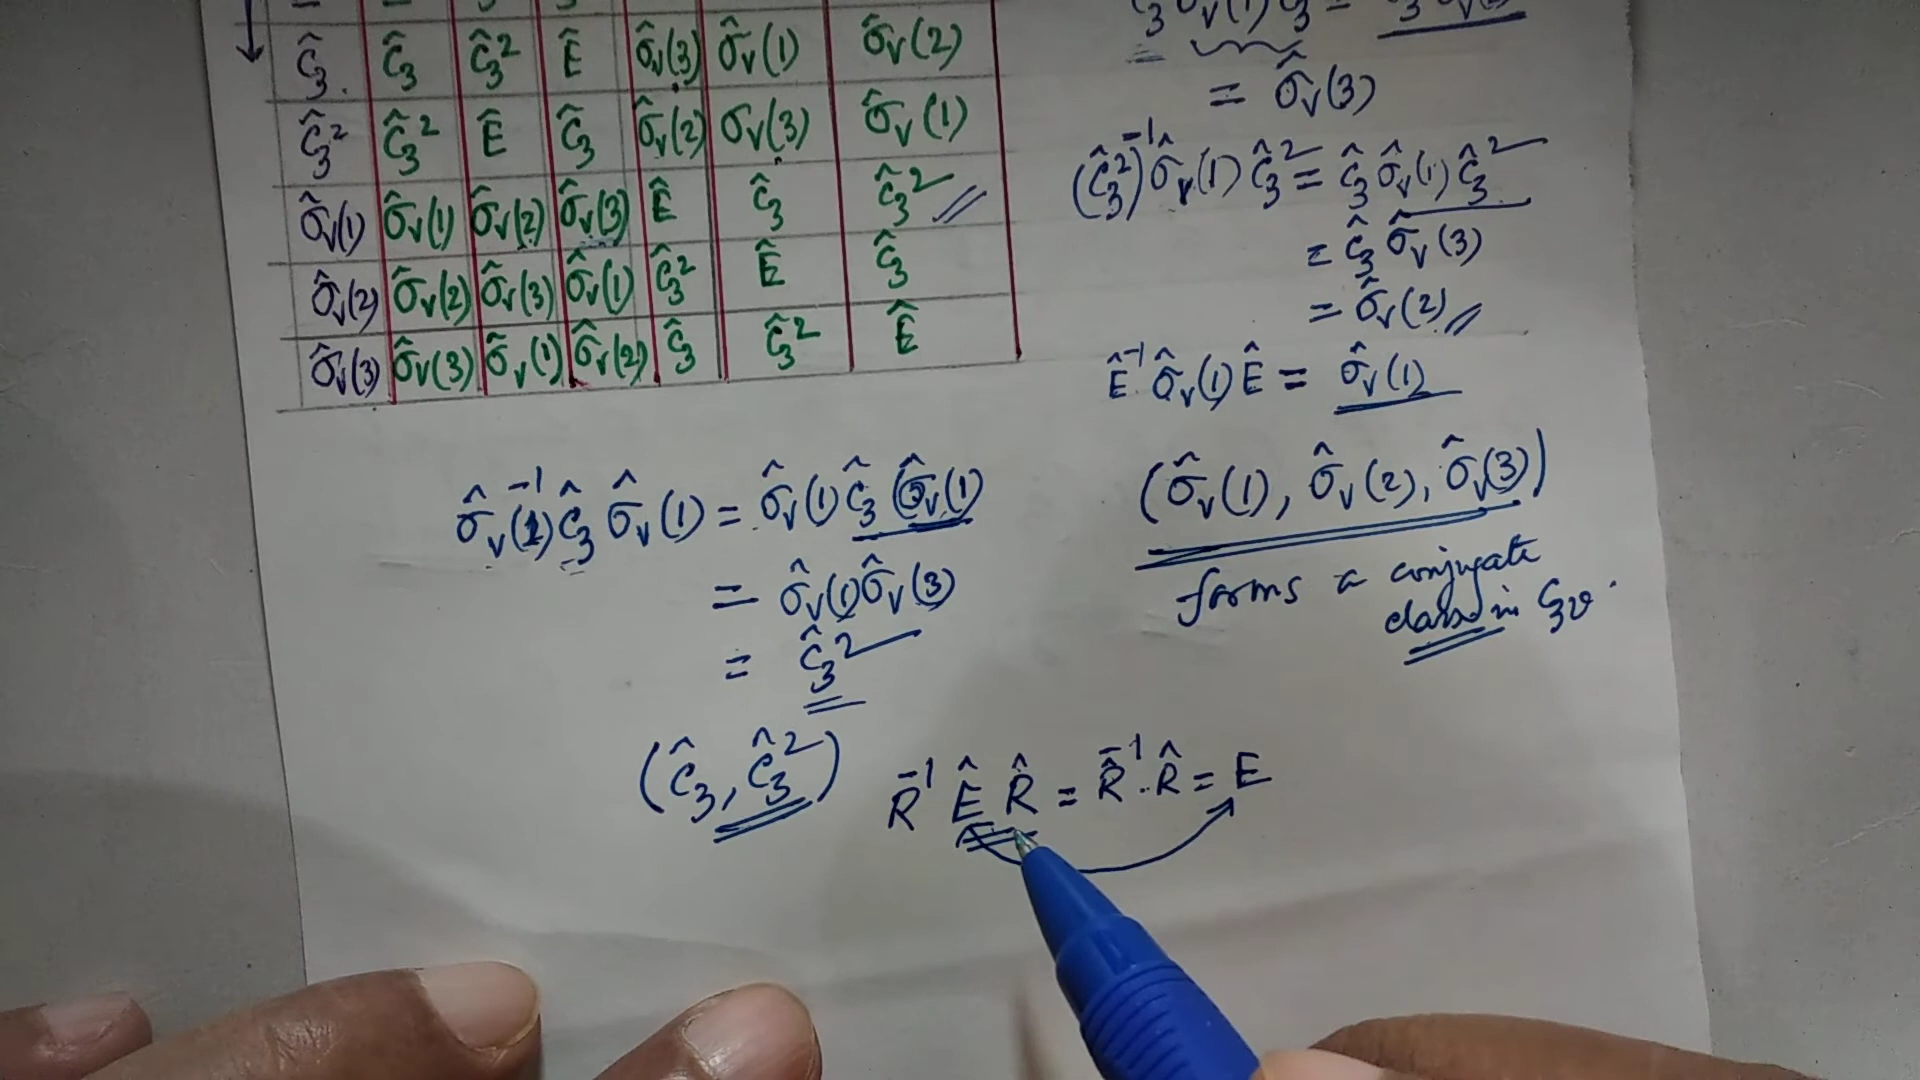 Ĉ₃ Ĉ₃ Ĉ₃² Ê σ̂ᵥ(3) σ̂ᵥ(1) σ̂ᵥ(2)
Ĉ₃² Ĉ₃² Ê Ĉ₃ σ̂ᵥ(2) σᵥ(3) σ̂ᵥ(1)
σ̂ᵥ(1) σ̂ᵥ(1) σ̂ᵥ(2) σ̂ᵥ(3) Ê Ĉ₃ Ĉ₃²
σ̂ᵥ(2) σ̂ᵥ(2) σ̂ᵥ(3) σ̂ᵥ(1) Ĉ₃² Ê Ĉ₃
σ̂ᵥ(3) σ̂ᵥ(3) σ̂ᵥ(1) σ̂ᵥ(2) Ĉ₃ Ĉ₃² Ê
= σ̂ᵥ(3)
(Ĉ₃²)⁻¹ σ̂ᵥ(1) Ĉ₃² = Ĉ₃ σ̂ᵥ(1) Ĉ₃²
= Ĉ₃ σ̂ᵥ(3)
= σ̂ᵥ(2)
Ê⁻¹ σ̂ᵥ(1) Ê = σ̂ᵥ(1)
(σ̂ᵥ(1), σ̂ᵥ(2), σ̂ᵥ(3))
forms a conjugate
class in C₃ᵥ.
σ̂ᵥ⁻¹(1) Ĉ₃ σ̂ᵥ(1) = σ̂ᵥ(1) Ĉ₃ σ̂ᵥ(1)
= σ̂ᵥ(1) σ̂ᵥ(3)
= Ĉ₃²
(Ĉ₃, Ĉ₃²)
R⁻¹ Ê R̂ = R̂⁻¹ . R̂ = E